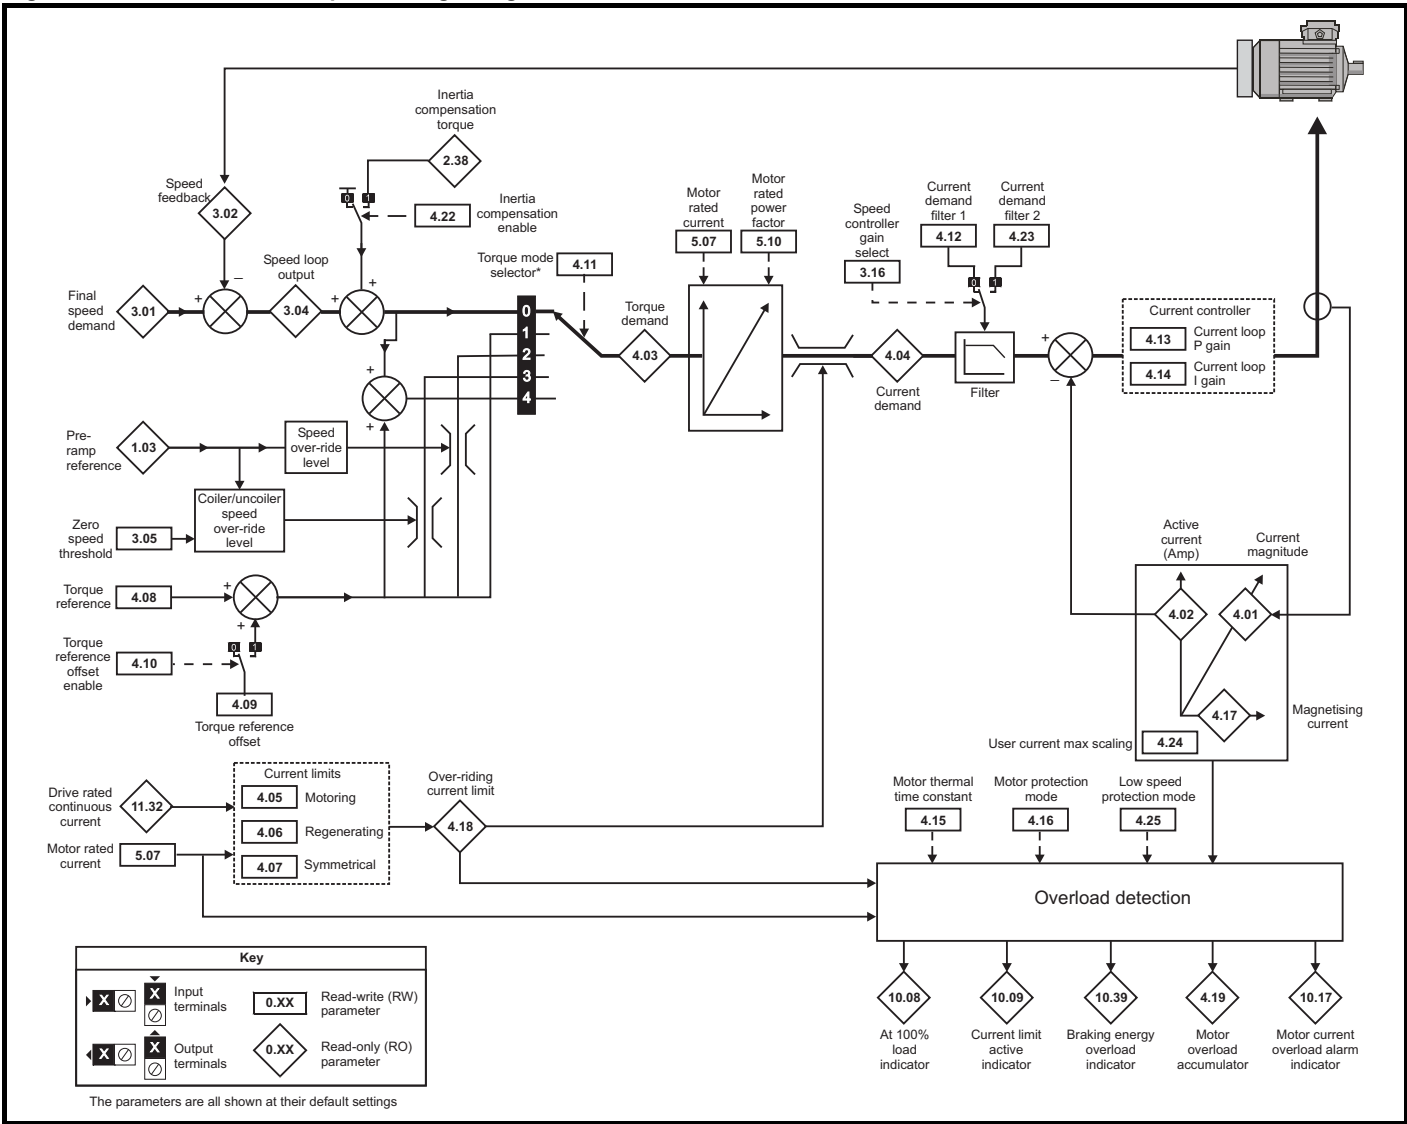 Inertia
compensation
torque
2.38
Speed
feedback
3.02
0 1
4.22
Inertia
compensation
enable
Motor
rated
current
5.07
Motor
rated
power
factor
5.10
Speed
controller
gain
select
3.16
Current
demand
filter 1
4.12
Current
demand
filter 2
4.23
0 1
Torque mode
selector*
4.11
Speed loop
output
3.04
Final
speed
demand
3.01
+
–
+
+
0
1
2
3
4
Torque
demand
4.03
4.04
Current
demand
Filter
+
–
Current controller
4.13
Current loop
P gain
4.14
Current loop
I gain
+
+
Pre-
ramp
reference
1.03
Speed
over-ride
level
Coiler/uncoiler
speed
over-ride
level
Zero
speed
threshold
3.05
Torque
reference
4.08
+
+
0 1
Torque
reference
offset
enable
4.10
4.09
Torque reference
offset
Active
current
(Amp)
Current
magnitude
4.02
4.01
4.17
Magnetising
current
User current max scaling
4.24
Drive rated
continuous
current
11.32
Motor rated
current
5.07
Current limits
4.05
Motoring
4.06
Regenerating
4.07
Symmetrical
Over-riding
current limit
4.18
Motor thermal
time constant
4.15
Motor protection
mode
4.16
Low speed
protection mode
4.25
Overload detection
10.08
At 100%
load
indicator
10.09
Current limit
active
indicator
10.39
Braking energy
overload
indicator
4.19
Motor
overload
accumulator
10.17
Motor current
overload alarm
indicator
Key
X
X
Input
terminals
0.XX
Read-write (RW)
parameter
X
X
Output
terminals
0.XX
Read-only (RO)
parameter
The parameters are all shown at their default settings